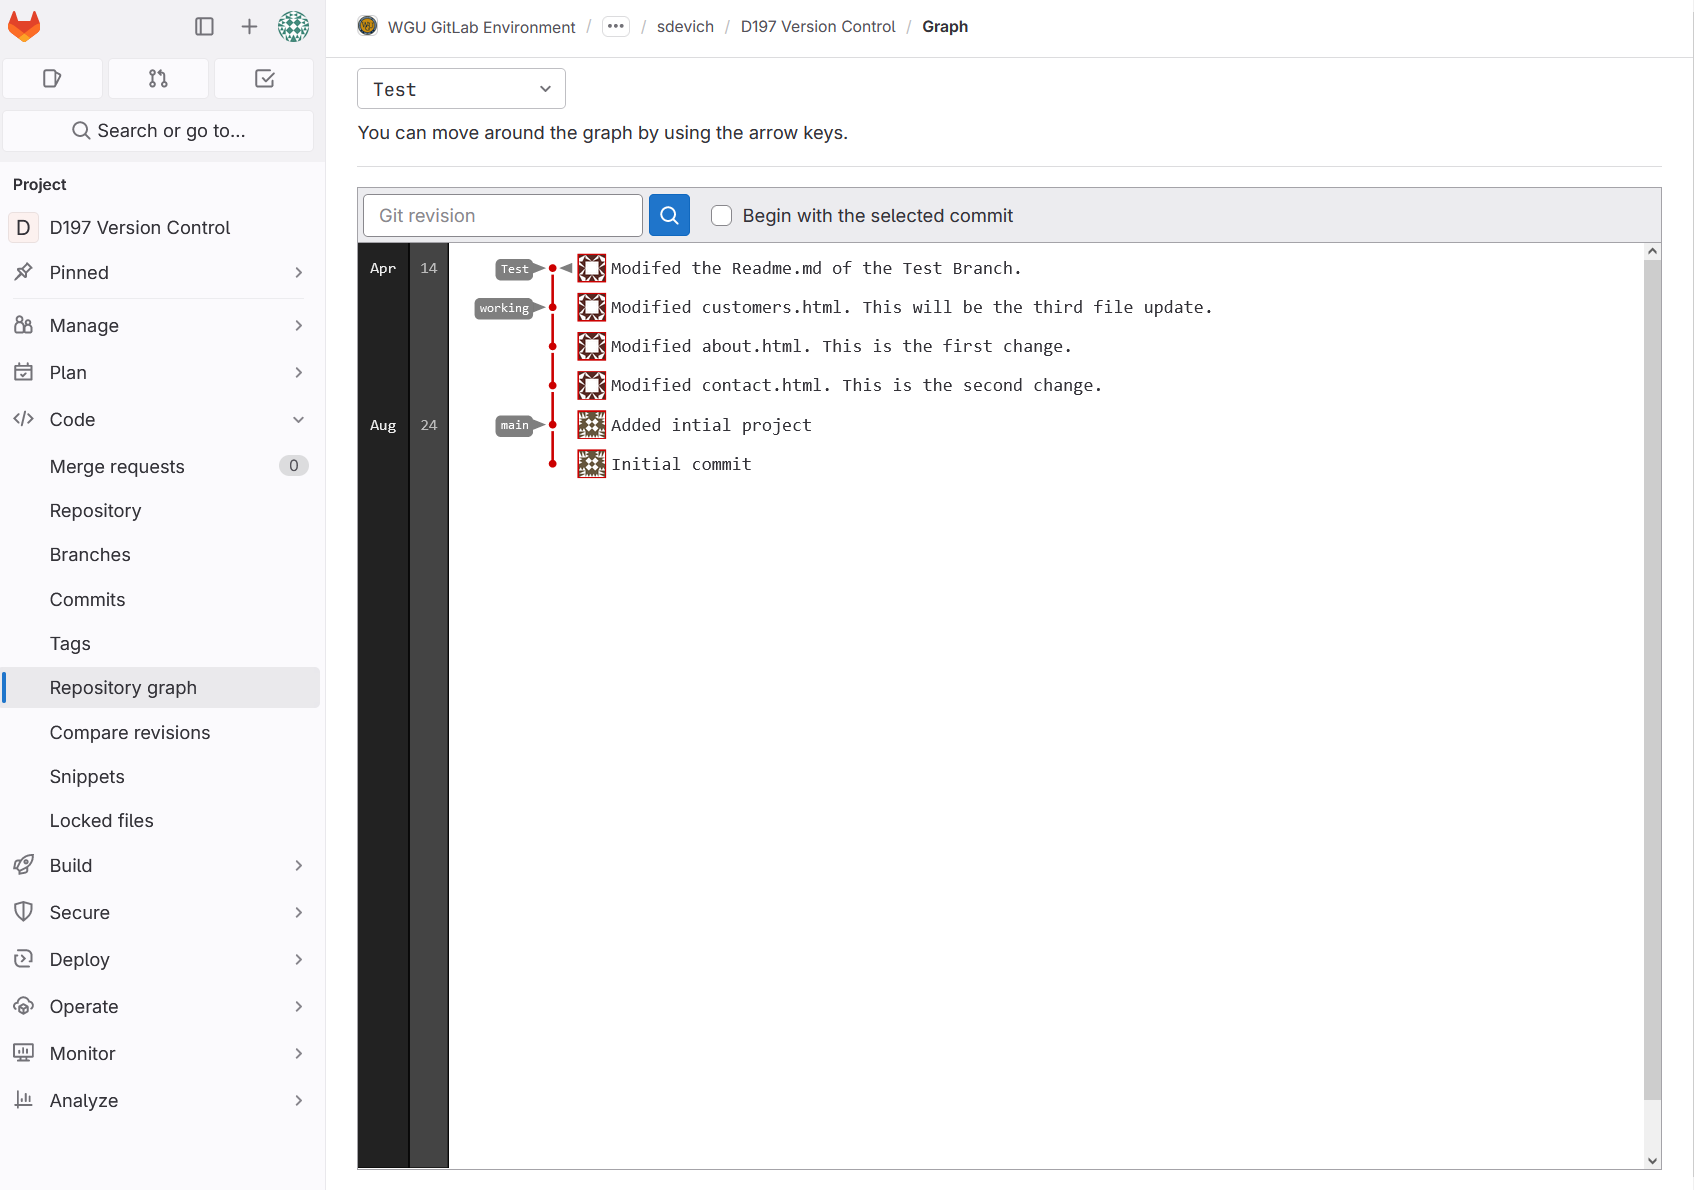 WGU GitLab Environment / ••• / sdevich / D197 Version Control / Graph
Search or go to...
Project
D D197 Version Control
Pinned
Manage
Plan
Code
Merge requests 0
Repository
Branches
Commits
Tags
Repository graph
Compare revisions
Snippets
Locked files
Build
Secure
Deploy
Operate
Monitor
Analyze
Test
You can move around the graph by using the arrow keys.
Git revision
Begin with the selected commit
Apr 14 Test Modifed the Readme.md of the Test Branch.
working Modified customers.html. This will be the third file update.
Modified about.html. This is the first change.
Modified contact.html. This is the second change.
Aug 24 main Added intial project
Initial commit